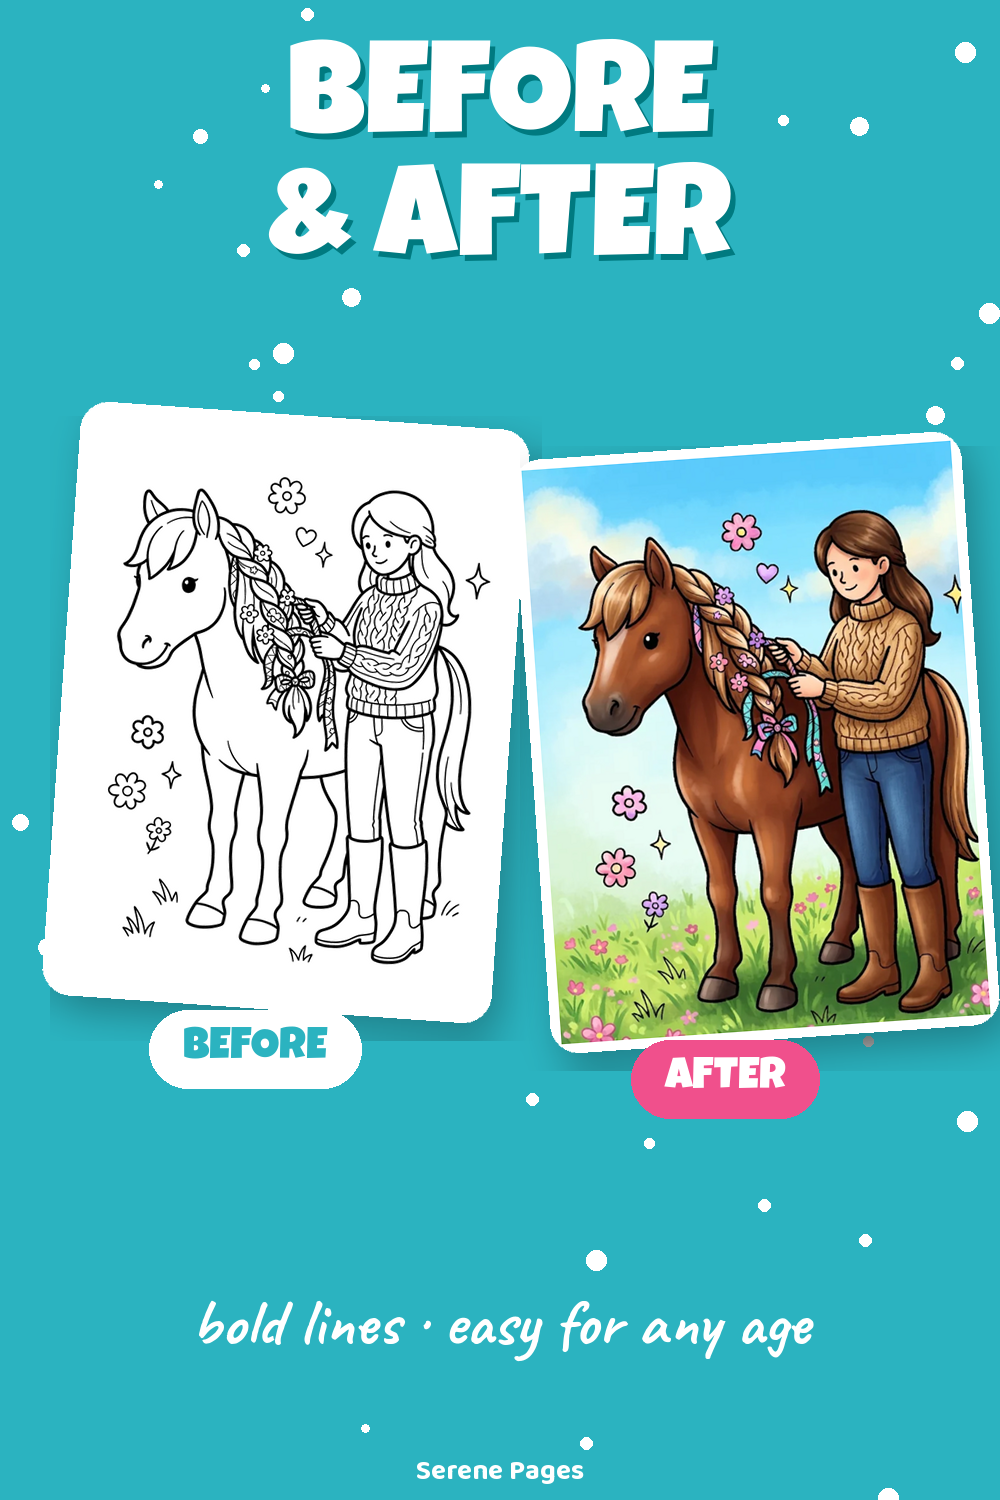 BEFORE
& AFTER
BEFORE
AFTER
bold lines · easy for any age
Serene Pages